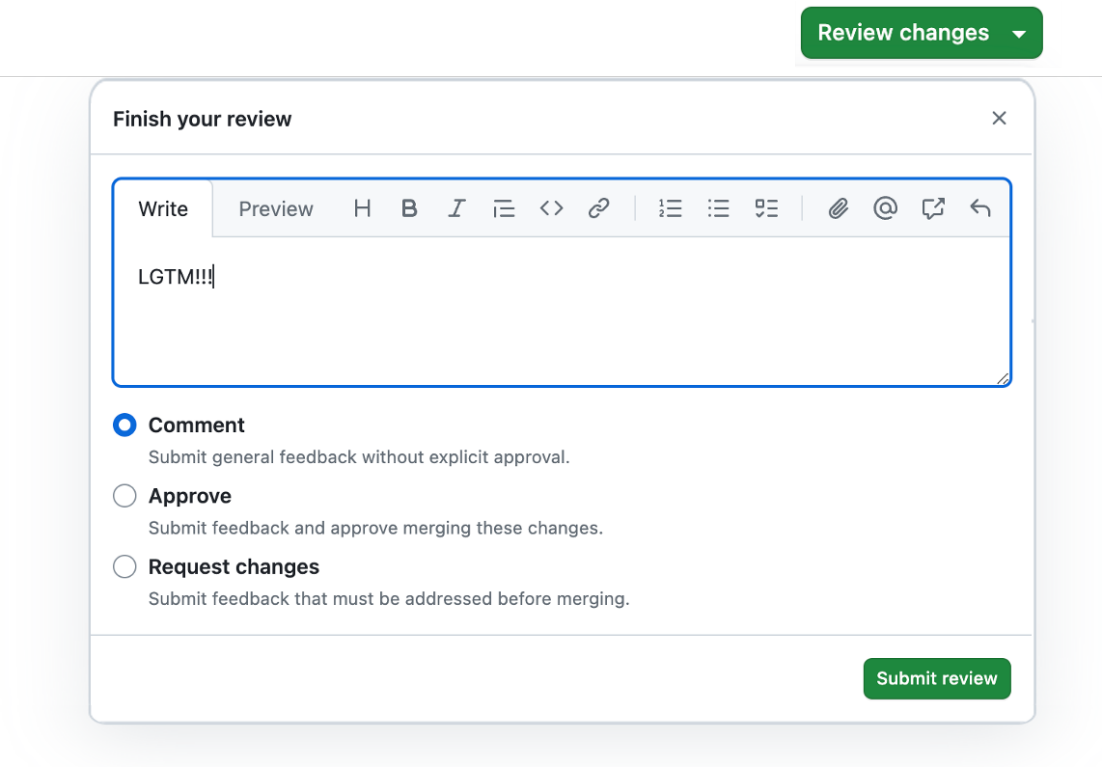 Review changes
Finish your review
Write Preview
LGTM!!!
Comment
Submit general feedback without explicit approval.
Approve
Submit feedback and approve merging these changes.
Request changes
Submit feedback that must be addressed before merging.
Submit review